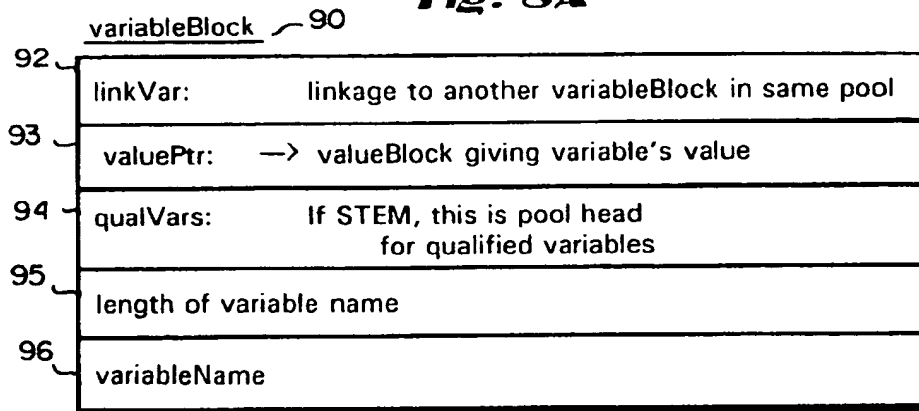 variableBlock 90
92
linkVar: linkage to another variableBlock in same pool
93
valuePtr: —> valueBlock giving variable's value
94
qualVars: If STEM, this is pool head
for qualified variables
95
length of variable name
96
variableName